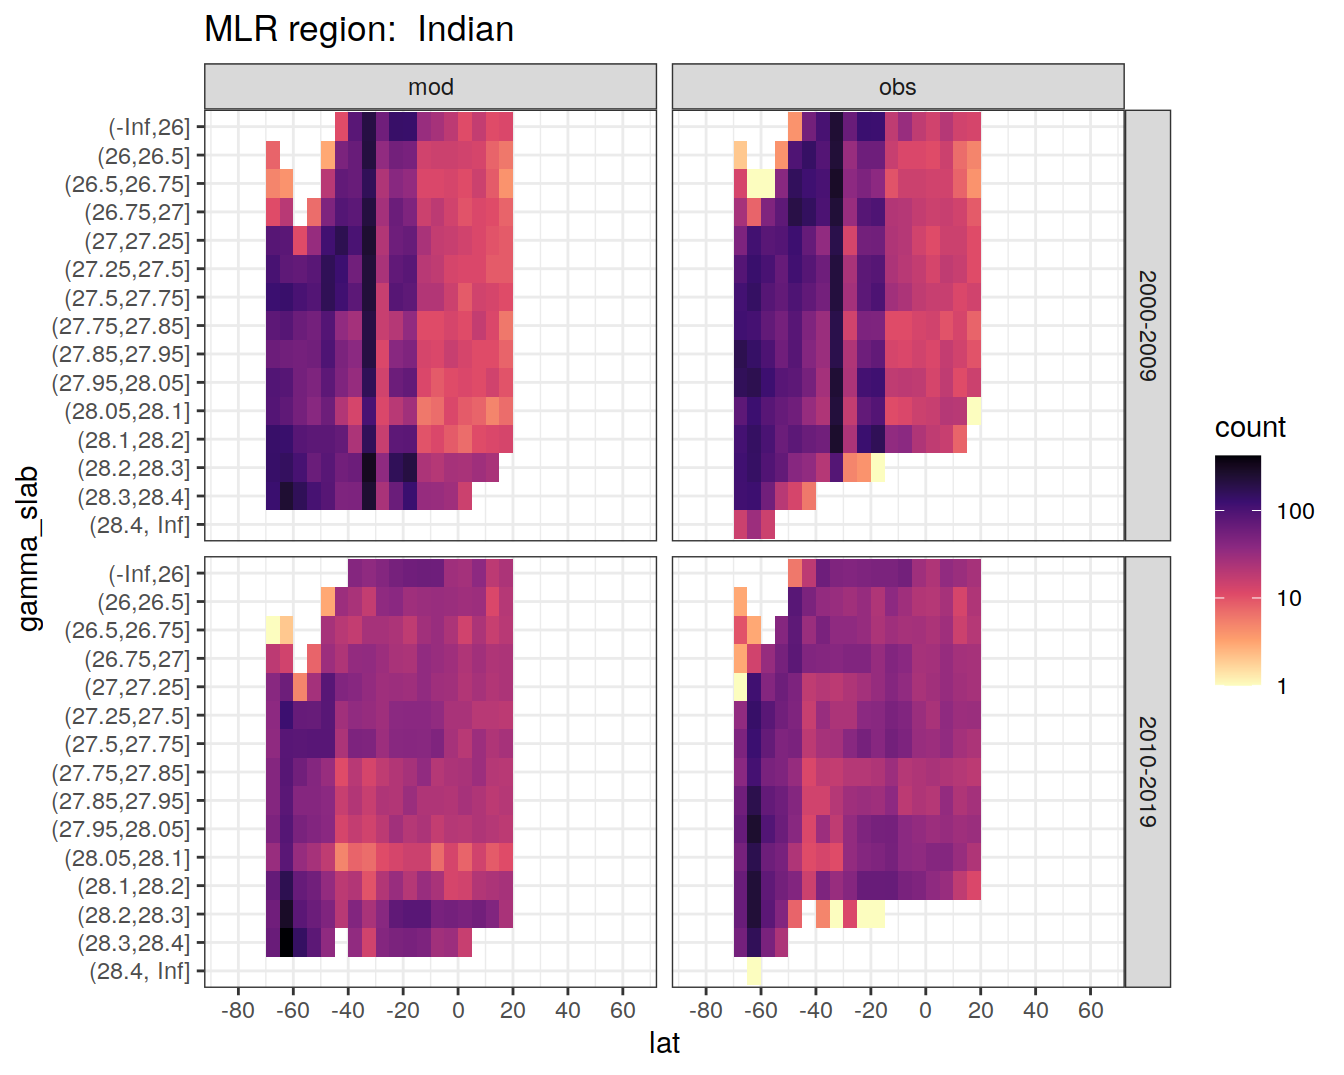 MLR region:  Indian
mod
obs
(-Inf,26]
(26,26.5]
(26.5,26.75]
(26.75,27]
(27,27.25]
(27.25,27.5]
(27.5,27.75]
(27.75,27.85]
(27.85,27.95]
(27.95,28.05]
(28.05,28.1]
(28.1,28.2]
(28.2,28.3]
(28.3,28.4]
(28.4, Inf]
2000-2009
(-Inf,26]
(26,26.5]
(26.5,26.75]
(26.75,27]
(27,27.25]
(27.25,27.5]
(27.5,27.75]
(27.75,27.85]
(27.85,27.95]
(27.95,28.05]
(28.05,28.1]
(28.1,28.2]
(28.2,28.3]
(28.3,28.4]
(28.4, Inf]
2010-2019
gamma_slab
-80 -60 -40 -20 0 20 40 60
-80 -60 -40 -20 0 20 40 60
lat
count
100
10
1